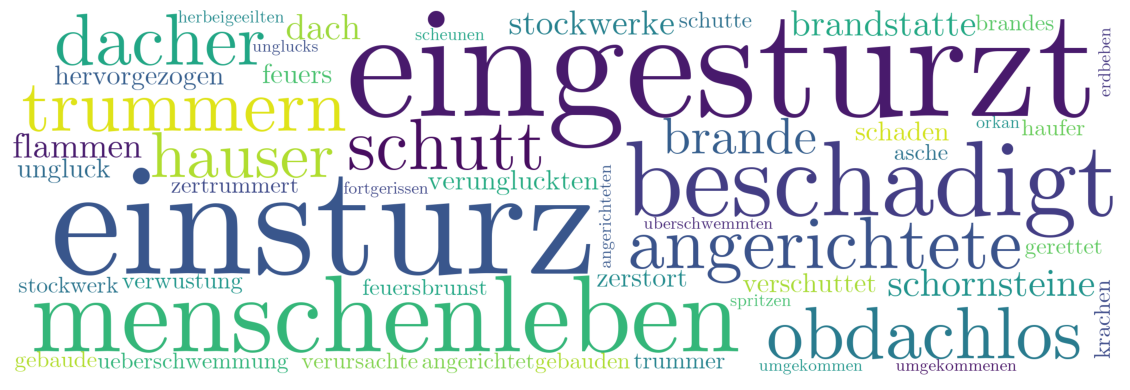 herbeigeeilten
dach
dacher
unglucks
scheunen
stockwerke
schutte
brandstatte
brandes
hervorgezogen
feuers
eingesturzt
erdbeben
trummern
schutt
brande
schaden
orkan
haufer
flammen
hauser
asche
ungluck
zertrummert
fortgerissen
verungluckten
angerichteten
beschadigt
einsturz
uberschwemmten
angerichtete
gerettet
stockwerk
verwustung
feuersbrunst
zerstort
verschuttet
schornsteine
krachen
menschenleben
spritzen
obdachlos
gebaude
ueberschwemmung
verursachte
angerichtet
gebauden
trummer
umgekommen
umgekommenen